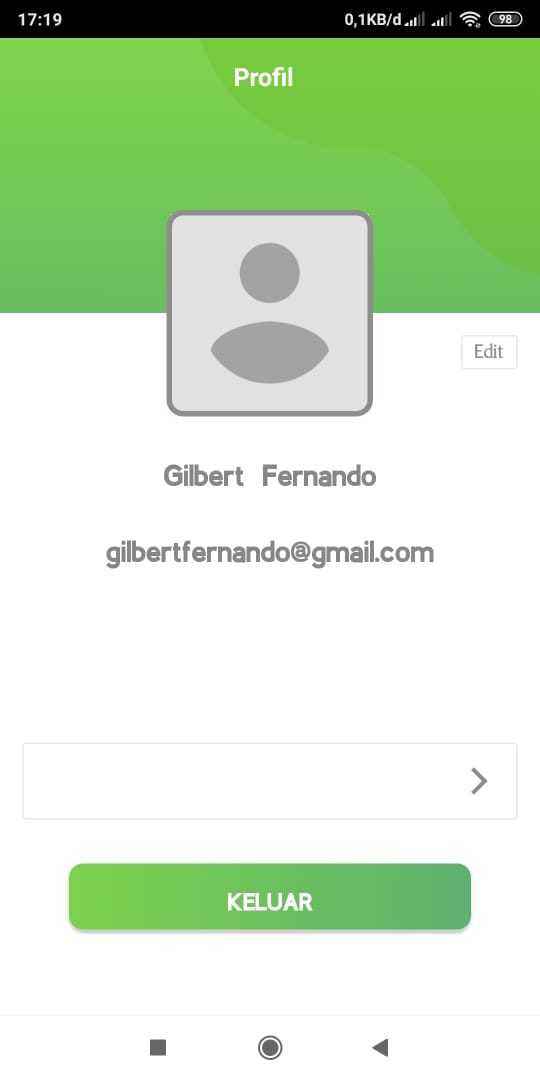 17:19 0,1KB/d 98
Profil
Edit
Gilbert Fernando
gilbertfernando@gmail.com
KELUAR